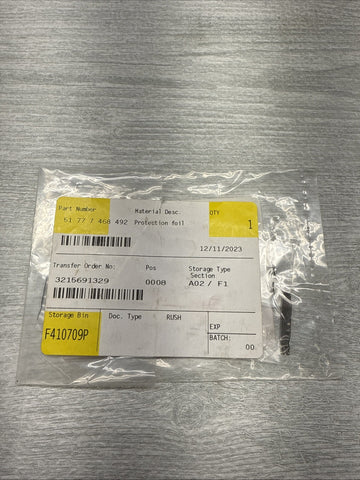 Part Number Material Desc. QTY
51 77 7 468 492 Protection foil 1
12/11/2023
Transfer Order No: Pos Storage Type
Section
3215691329 0008 A02 / F1
Storage Bin Doc. Type RUSH
F410709P
EXP
BATCH:
00